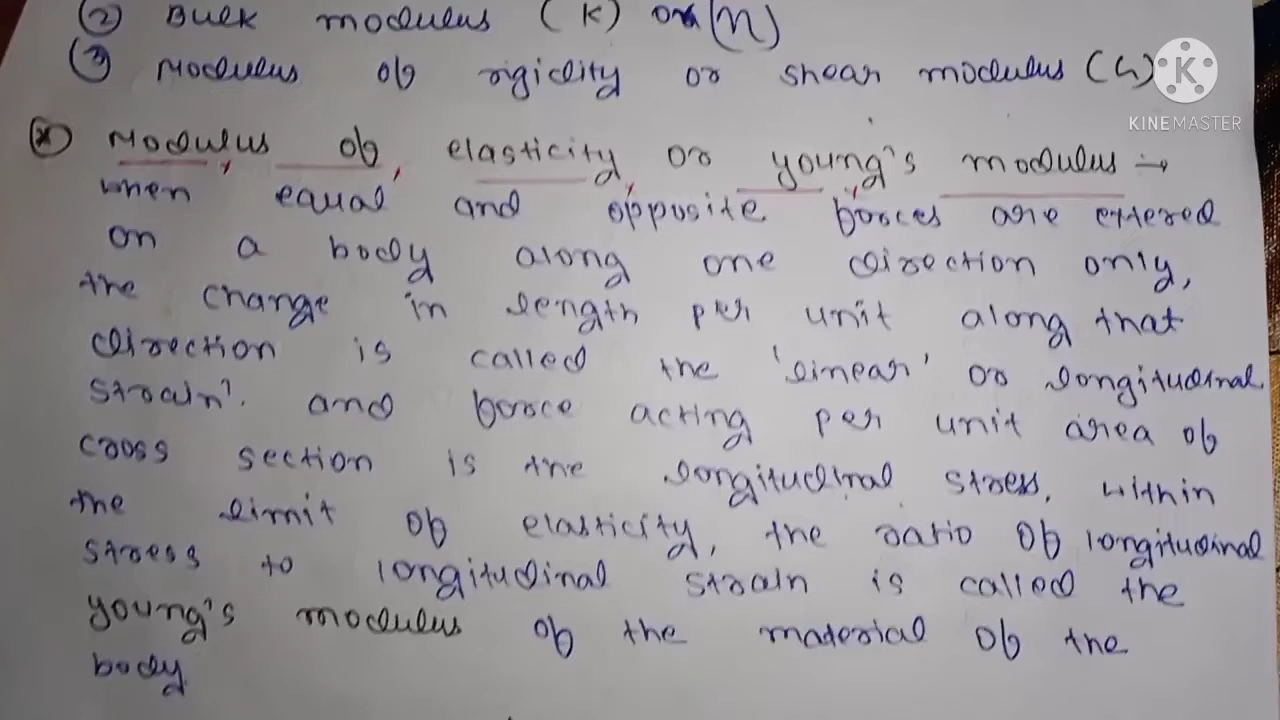 (2) Bulk modulus (K) or (η)
(3) Modulus of rigidity or shear modulus (G)
K
KINEMASTER
(*) Modulus of elasticity or young's modulus →
when equal and opposite forces are exterted
on a body along one direction only,
the change in length per unit along that
direction is called the 'linear' or longitudinal
strain'. and force acting per unit area of
cross section is the longitudinal stress. within
the limit of elasticity, the ratio of longitudinal
stress to longitudinal strain is called the
young's modulus of the material of the
body